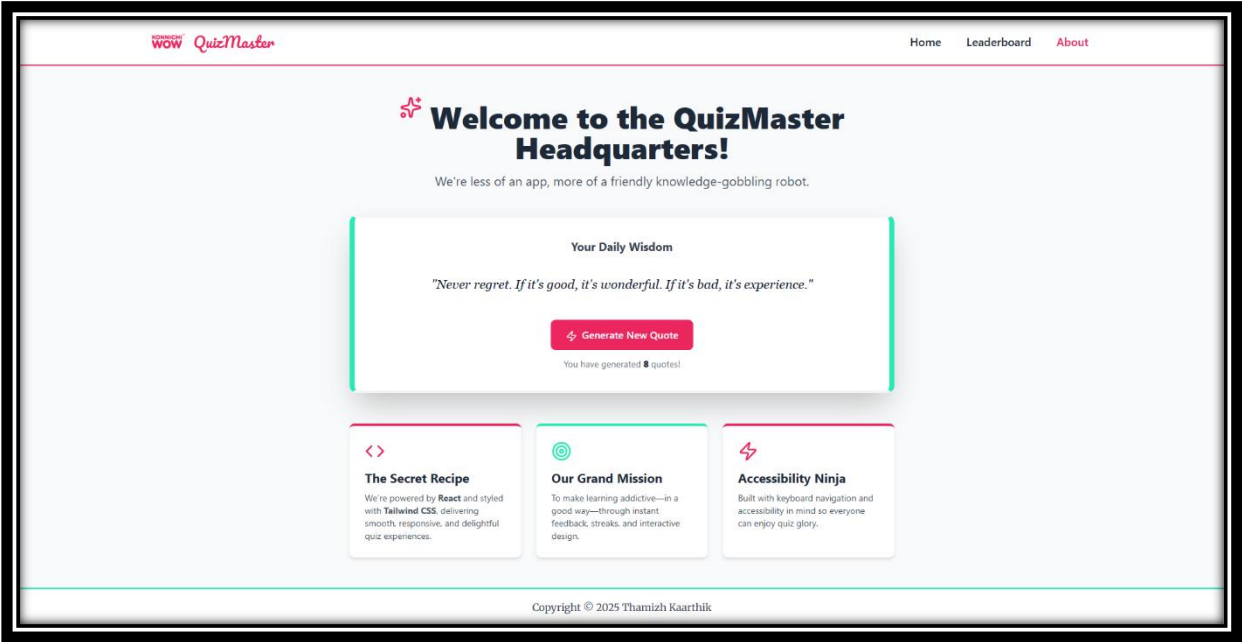 KONNICHI
WOW
QuizMaster
Home Leaderboard About
Welcome to the QuizMaster
Headquarters!
We're less of an app, more of a friendly knowledge-gobbling robot.
Your Daily Wisdom
"Never regret. If it's good, it's wonderful. If it's bad, it's experience."
Generate New Quote
You have generated 8 quotes!
The Secret Recipe
We're powered by React and styled
with Tailwind CSS, delivering
smooth, responsive, and delightful
quiz experiences.
Our Grand Mission
To make learning addictive—in a
good way—through instant
feedback, streaks, and interactive
design.
Accessibility Ninja
Built with keyboard navigation and
accessibility in mind so everyone
can enjoy quiz glory.
Copyright © 2025 Thamizh Kaarthik